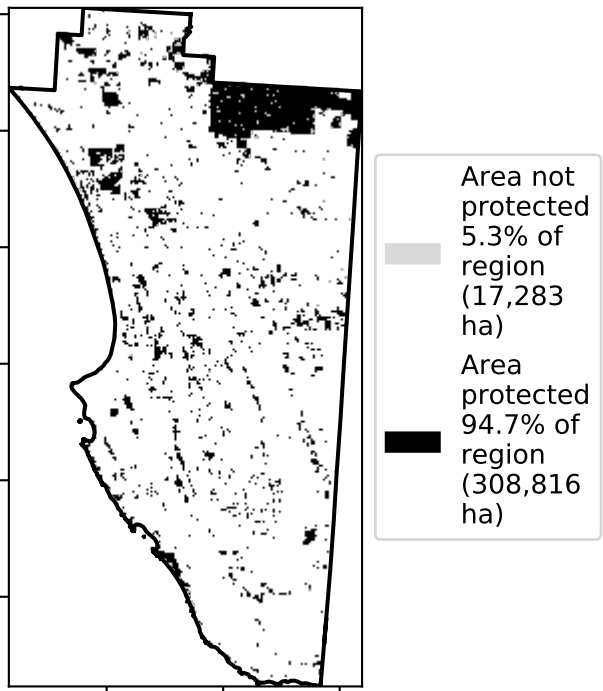 Area not
protected
5.3% of
region
(17,283
ha)
Area
protected
94.7% of
region
(308,816
ha)